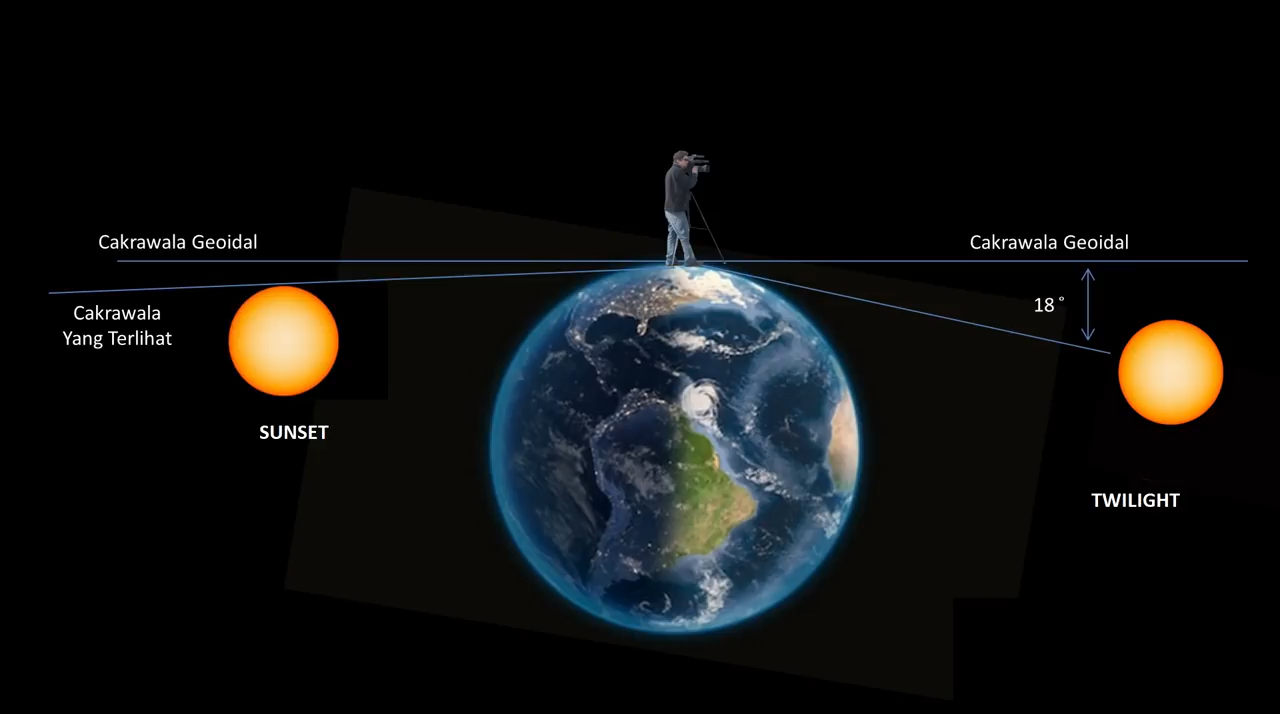 Cakrawala Geoidal
Cakrawala Geoidal
18°
Cakrawala
Yang Terlihat
SUNSET
TWILIGHT